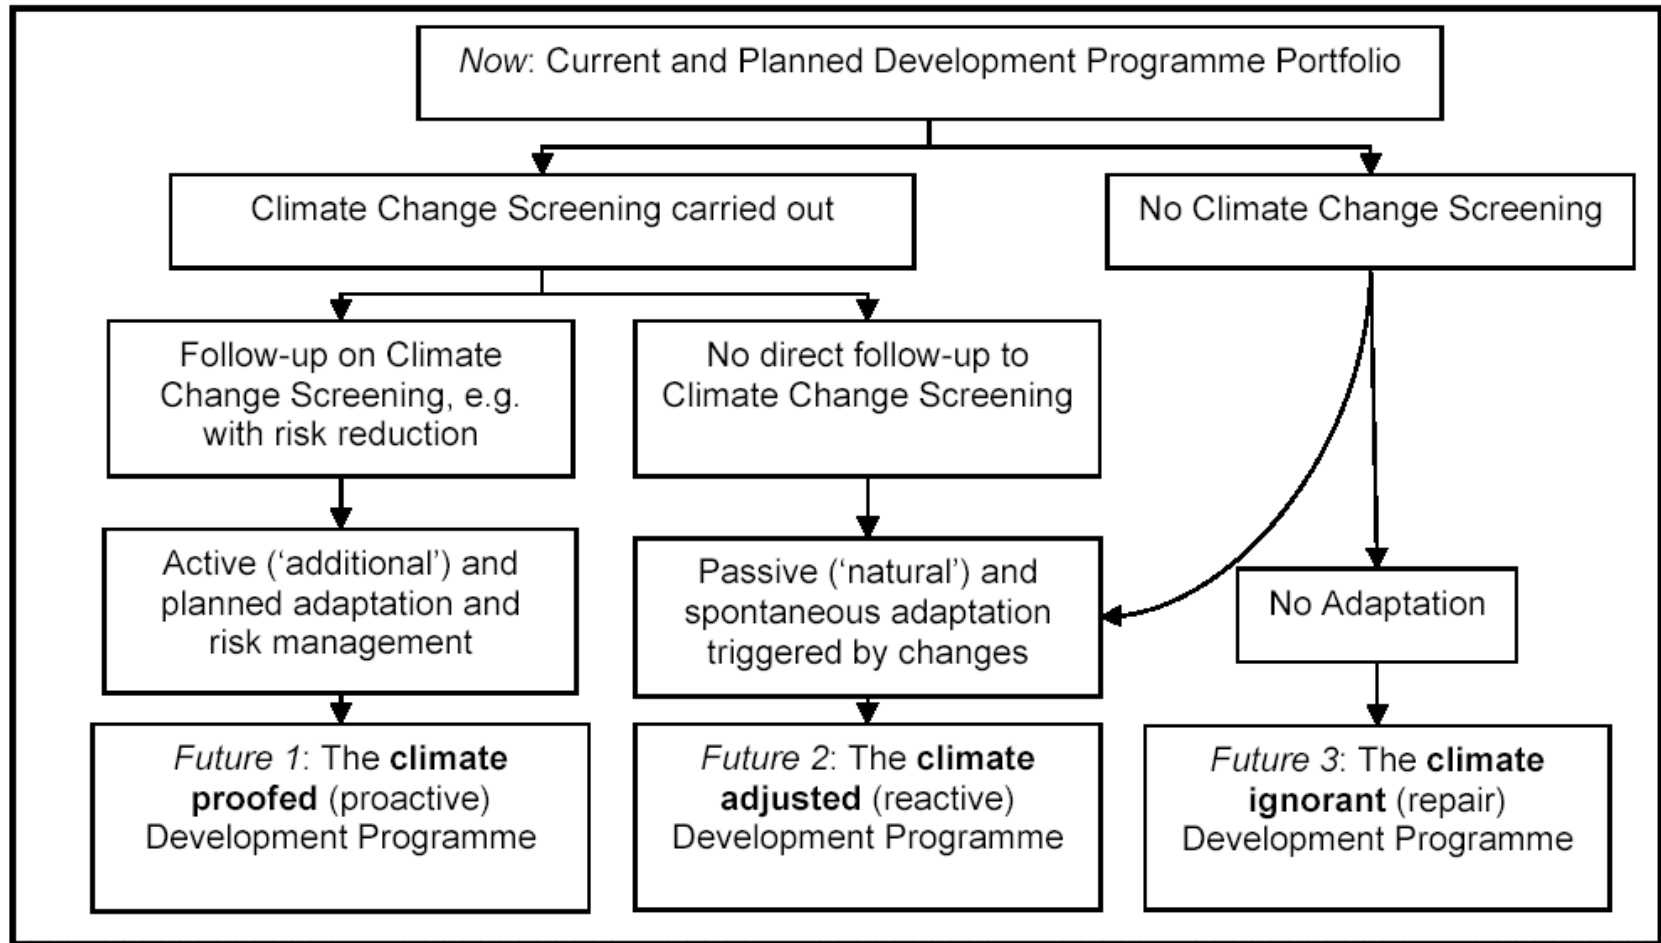 Now: Current and Planned Development Programme Portfolio
Climate Change Screening carried out
No Climate Change Screening
Follow-up on Climate
Change Screening, e.g.
with risk reduction
No direct follow-up to
Climate Change Screening
Active (‘additional’) and
planned adaptation and
risk management
Passive (‘natural’) and
spontaneous adaptation
triggered by changes
No Adaptation
Future 1: The climate
proofed (proactive)
Development Programme
Future 2: The climate
adjusted (reactive)
Development Programme
Future 3: The climate
ignorant (repair)
Development Programme